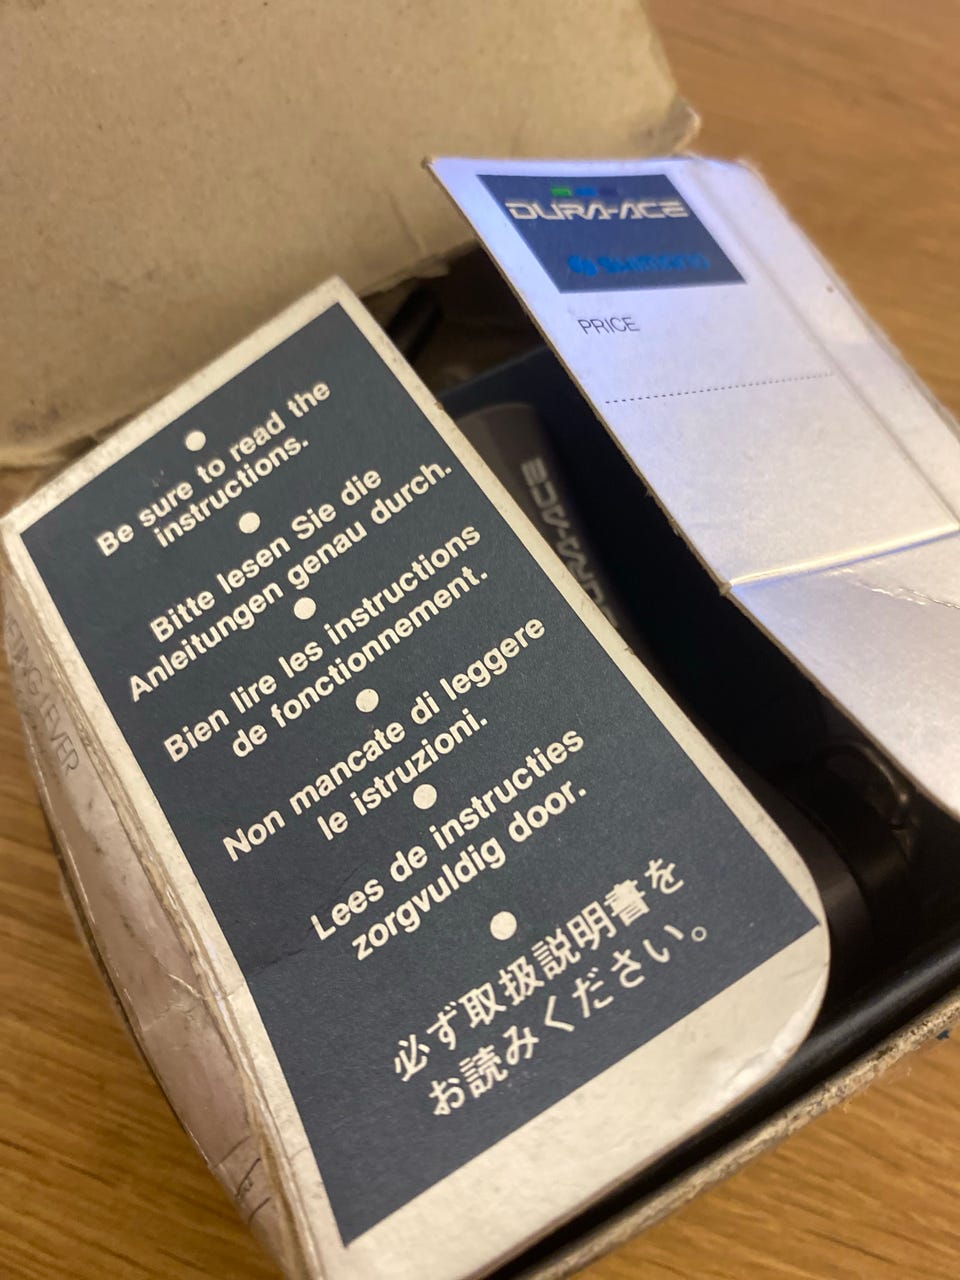 DURA-ACE
SHIMANO
PRICE
Be sure to read the
instructions.
Bitte lesen Sie die
Anleitungen genau durch.
Bien lire les instructions
de fonctionnement.
Non mancate di leggere
le istruzioni.
Lees de instructies
zorgvuldig door.
必ず取扱説明書を
お読みください。
DURA-ACE
LEVER